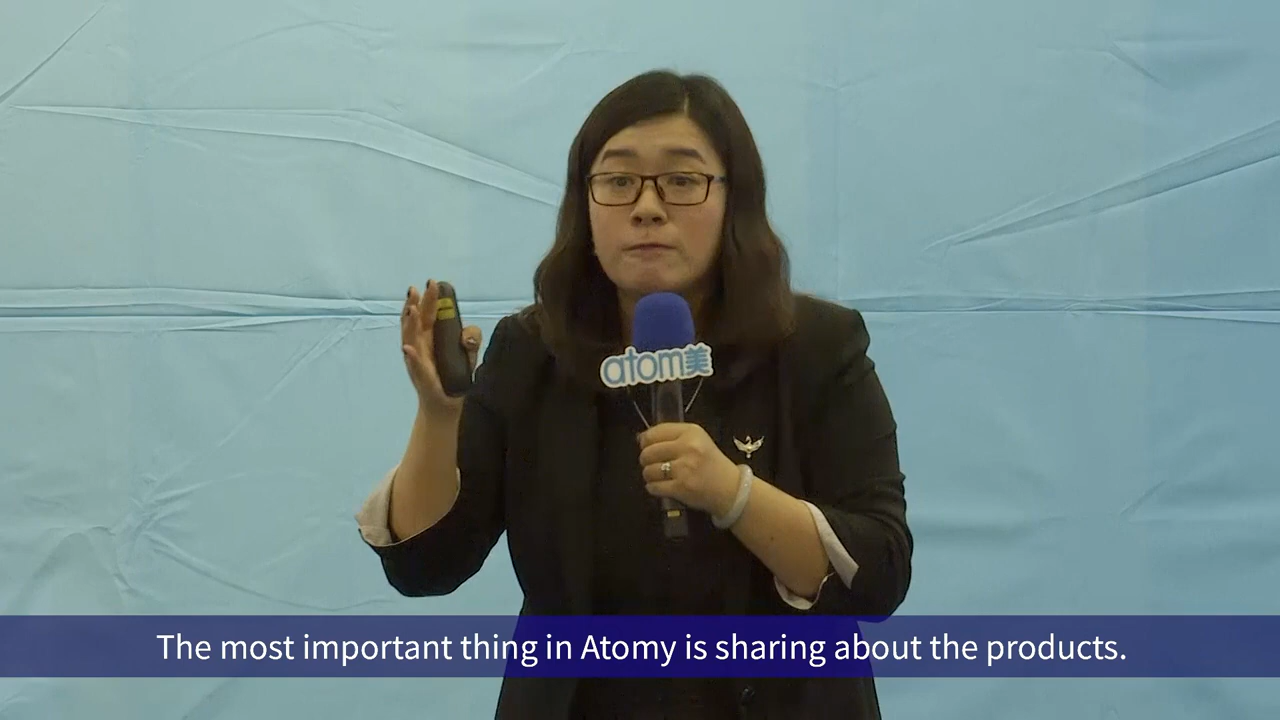 atom美
The most important thing in Atomy is sharing about the products.